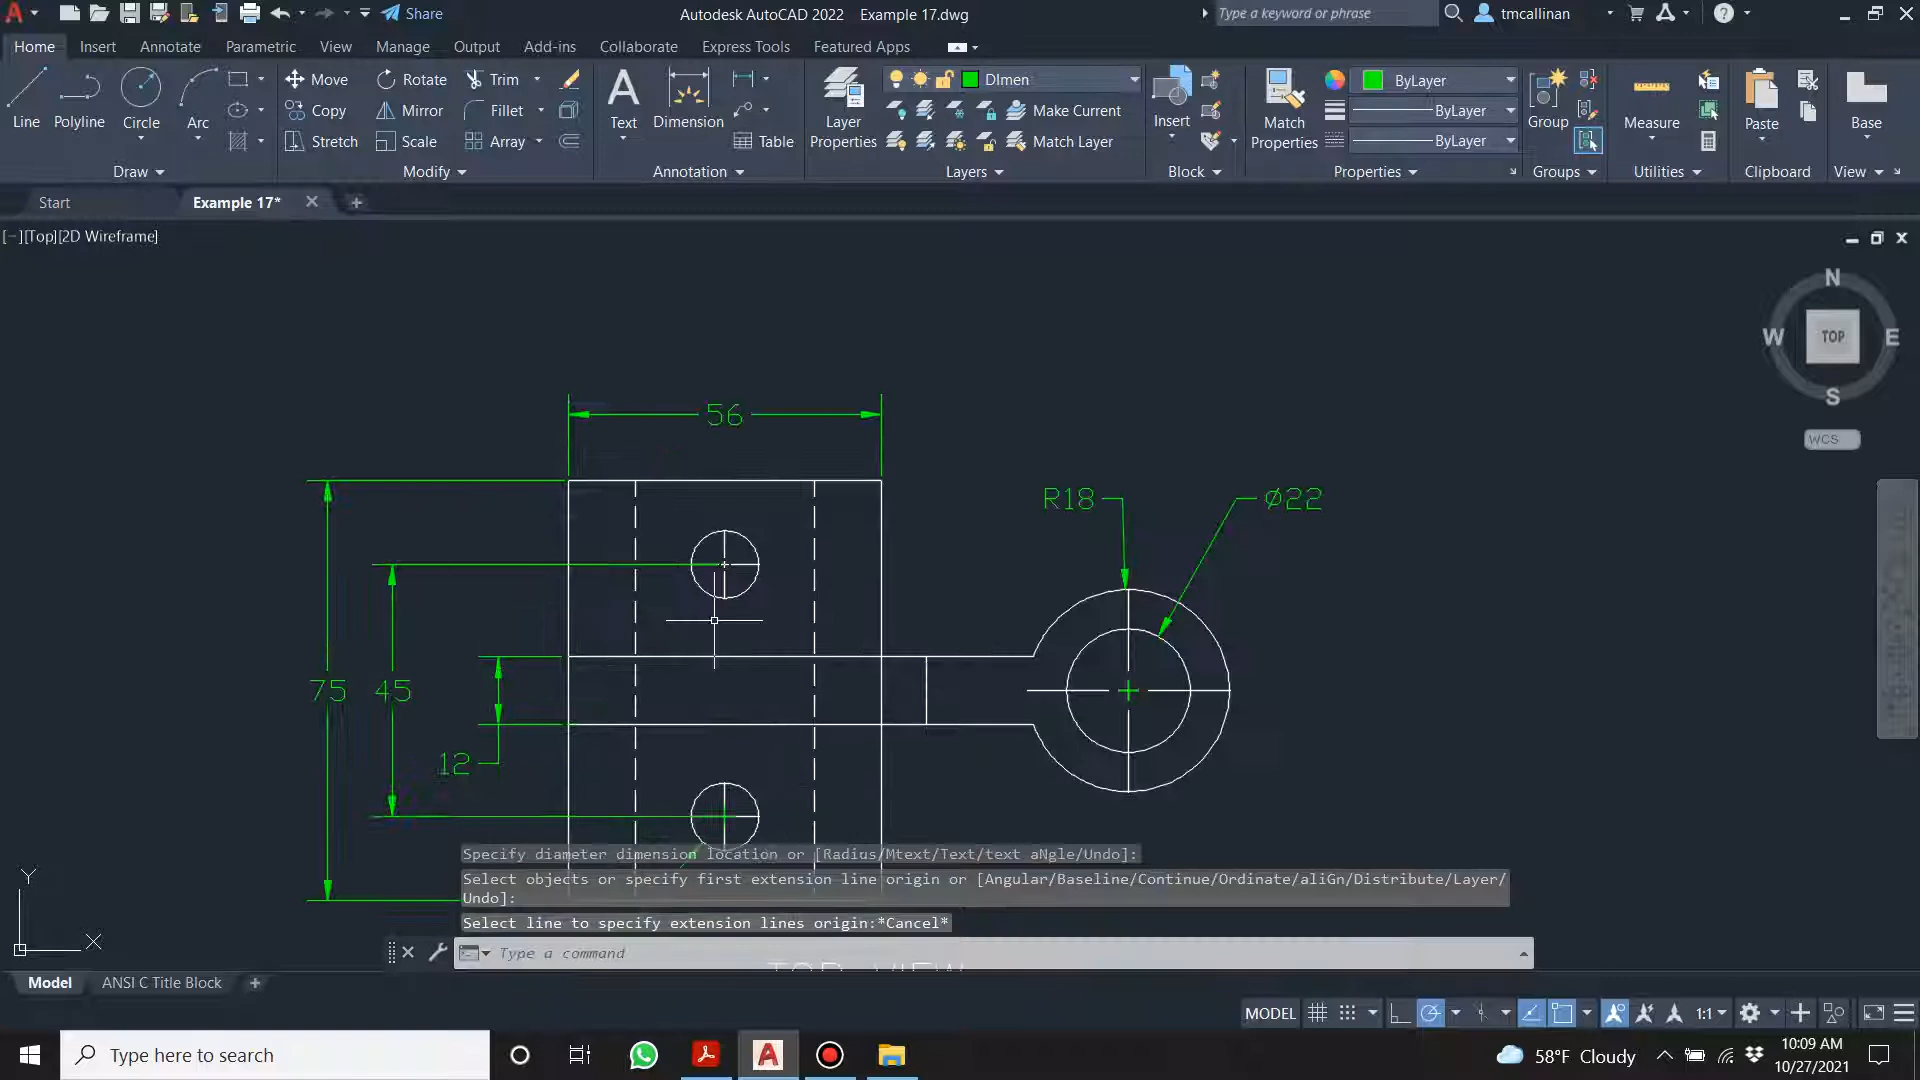 Share
Autodesk AutoCAD 2022 Example 17.dwg
Type a keyword or phrase
tmcallinan
Home Insert Annotate Parametric View Manage Output Add-ins Collaborate Express Tools Featured Apps
Line Polyline Circle Arc
Move Rotate Trim
Copy Mirror Fillet
Stretch Scale Array
Text Dimension
Table
Layer Properties
DImen
Make Current
Match Layer
Insert
Match Properties
ByLayer
ByLayer
ByLayer
Group Measure Paste Base
Draw Modify Annotation Layers Block Properties Groups Utilities Clipboard View
Start Example 17*
[−][Top][2D Wireframe]
N
W TOP E
S
WCS
56
R18 Ø22
75 45
12
Specify diameter dimension location or [Radius/Mtext/Text/text aNgle/Undo]:
Select objects or specify first extension line origin or [Angular/Baseline/Continue/Ordinate/aliGn/Distribute/Layer/
Undo]:
Select line to specify extension lines origin:*Cancel*
Type a command
TOP VIEW
Y
X
Model ANSI C Title Block
MODEL 1:1
Type here to search
58°F Cloudy
10:09 AM
10/27/2021